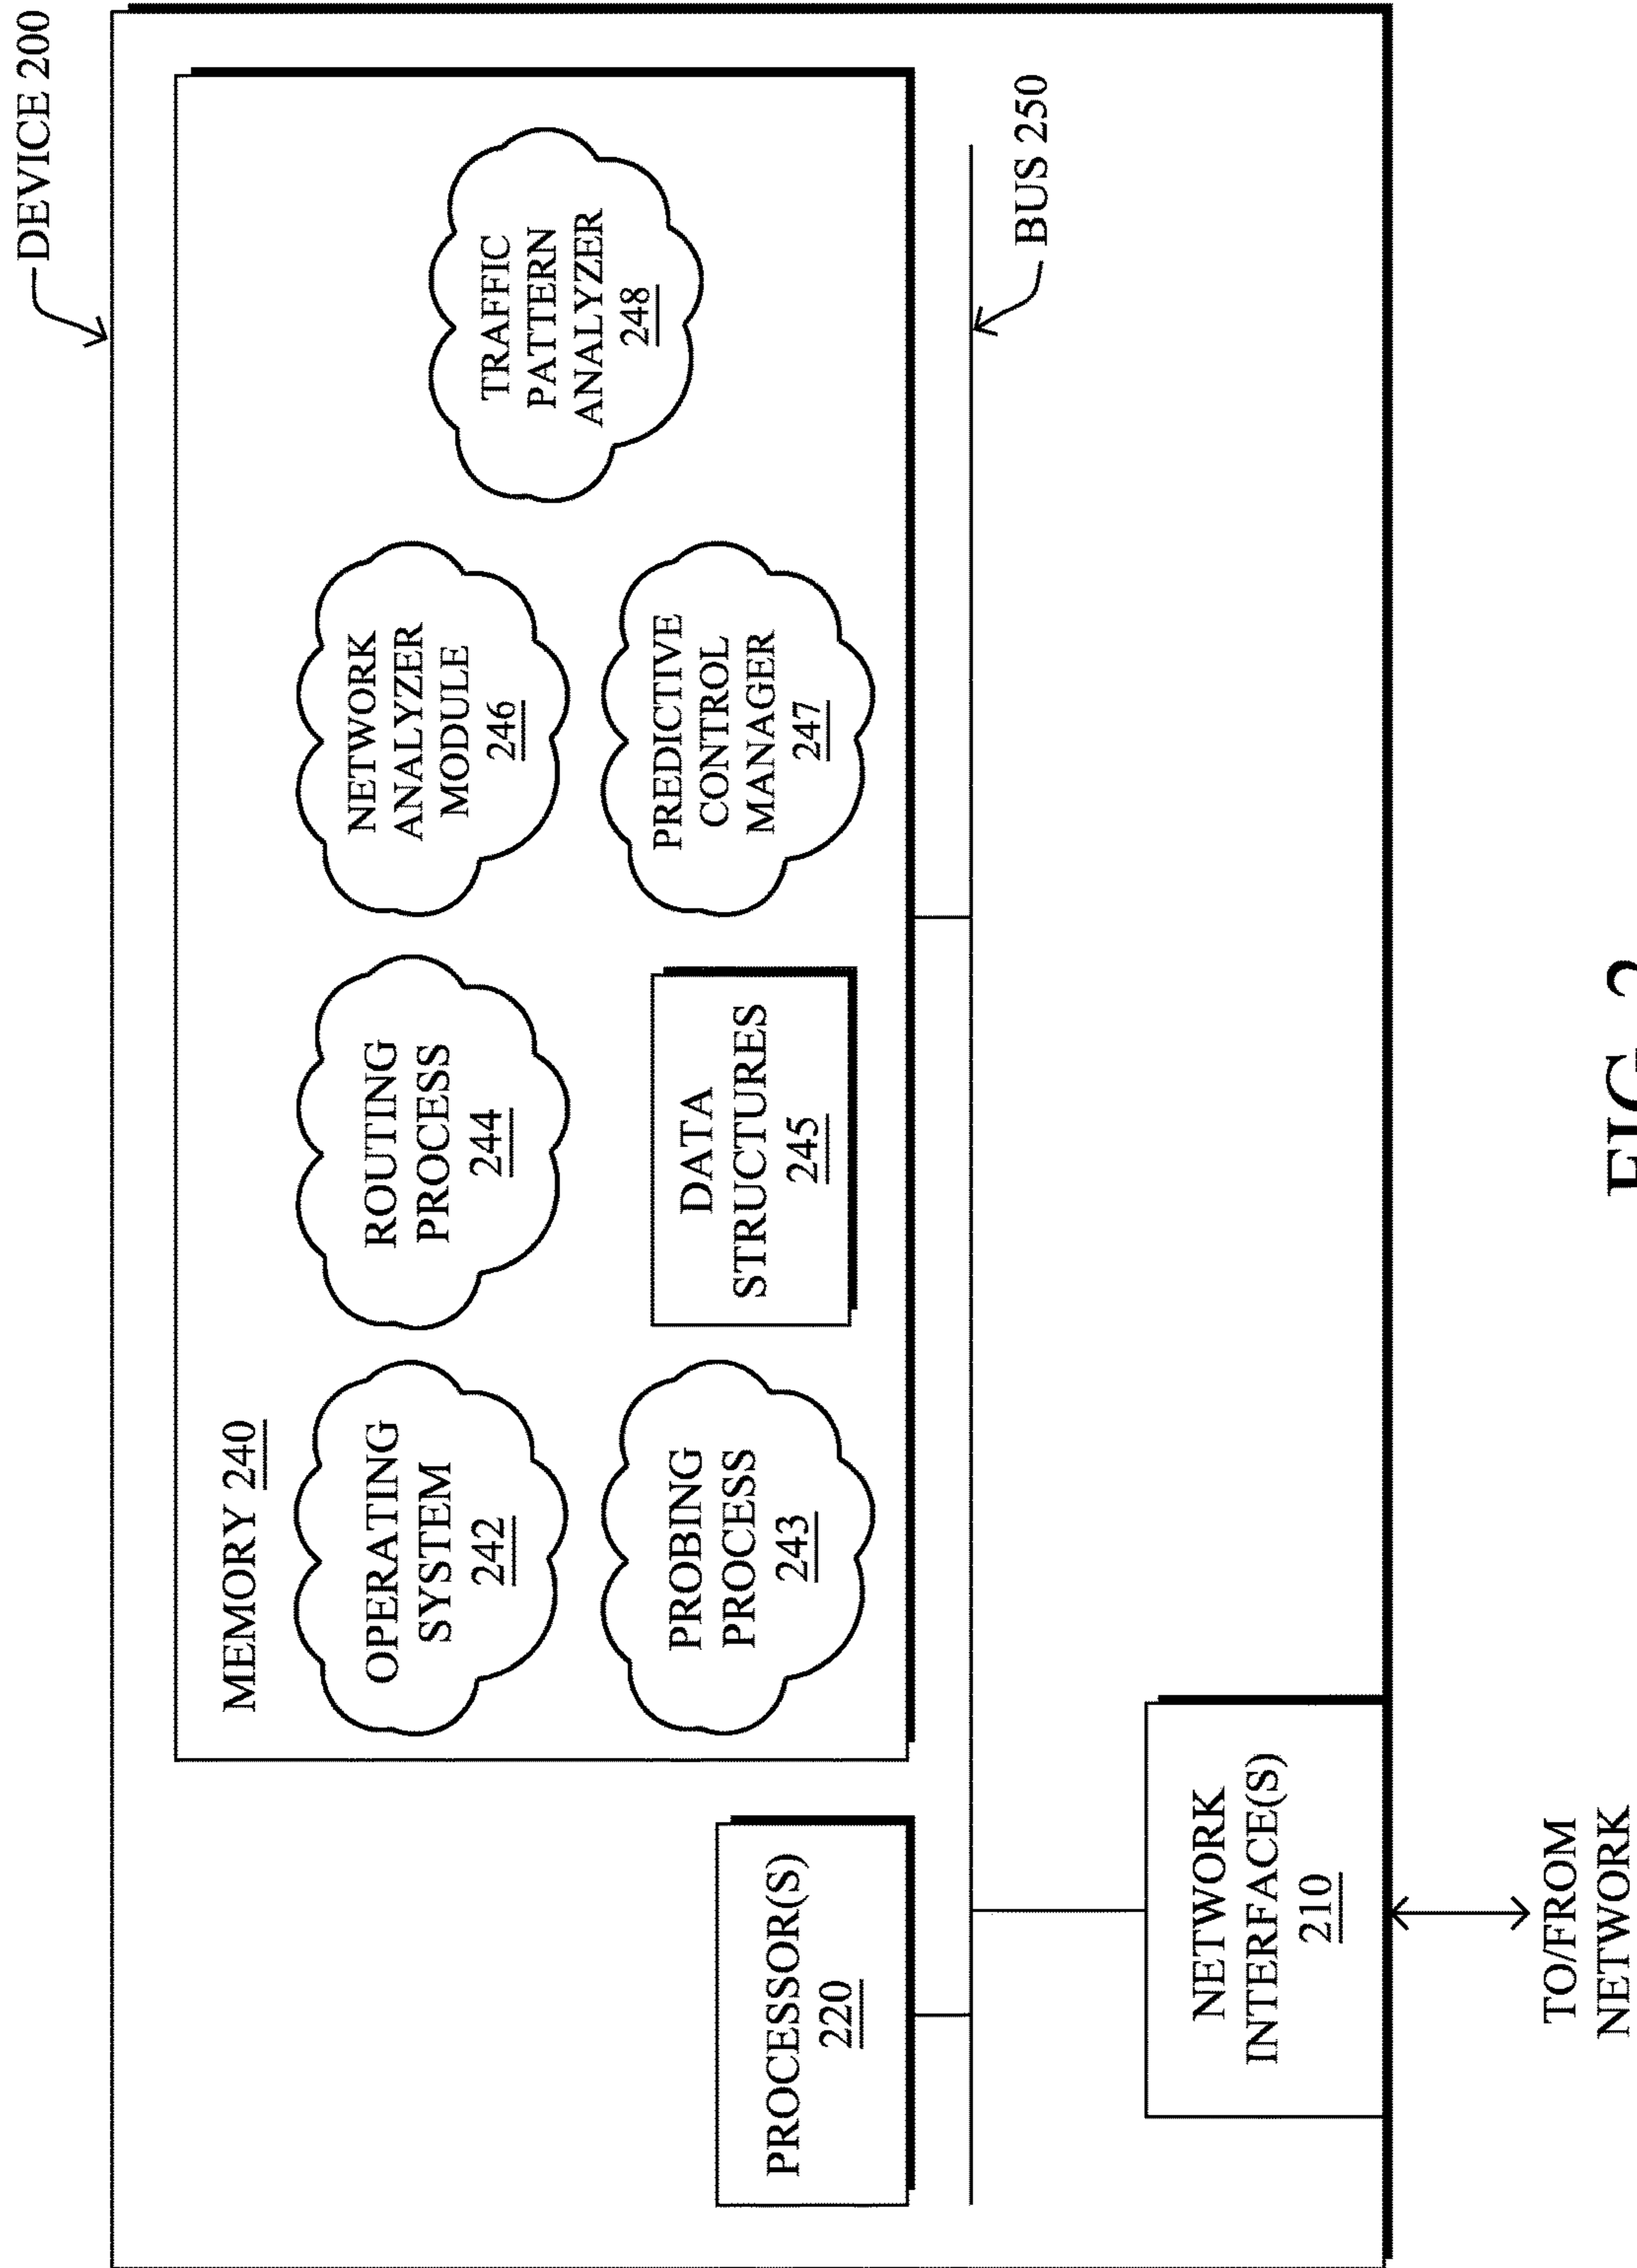 DEVICE 200
MEMORY 240
OPERATING
SYSTEM
242
ROUTING
PROCESS
244
NETWORK
ANALYZER
MODULE
246
TRAFFIC
PATTERN
ANALYZER
248
PROBING
PROCESS
243
DATA
STRUCTURES
245
PREDICTIVE
CONTROL
MANAGER
247
PROCESSOR(S)
220
BUS 250
NETWORK
INTERFACE(S)
210
TO/FROM
NETWORK
FIG. 2